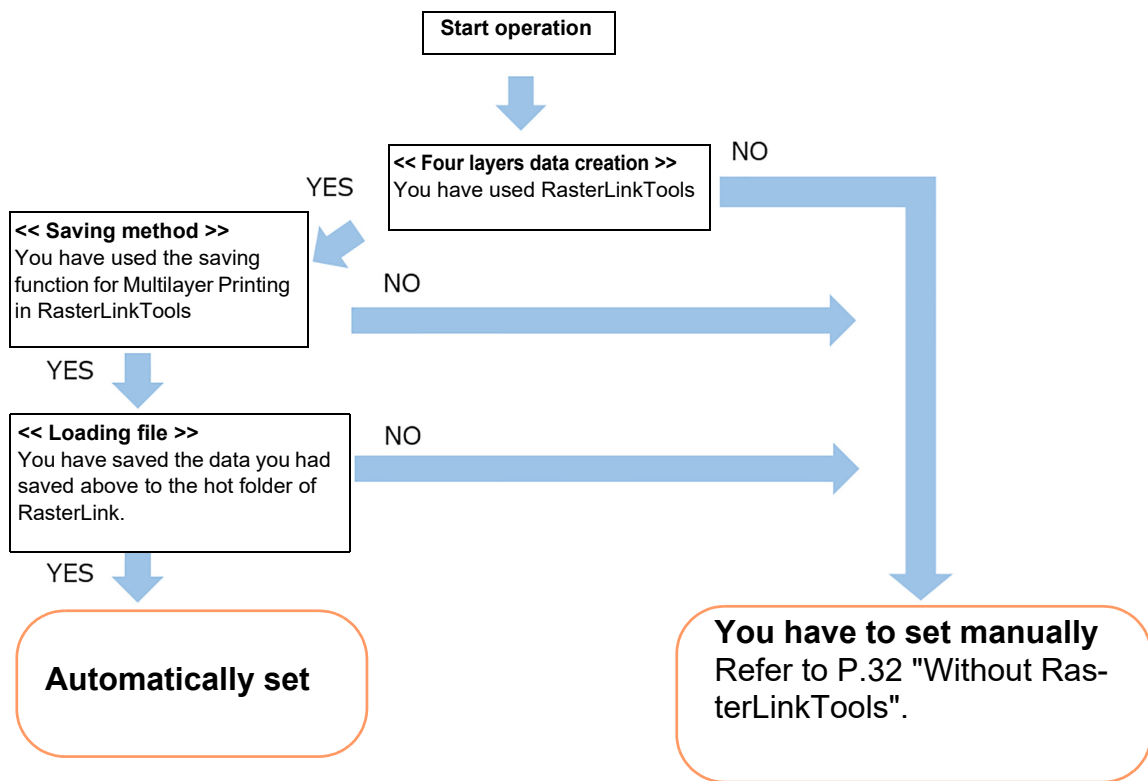 Start operation
<< Four layers data creation >>
You have used RasterLinkTools
NO
YES
<< Saving method >>
You have used the saving
function for Multilayer Printing
in RasterLinkTools
NO
YES
<< Loading file >>
You have saved the data you had
saved above to the hot folder of
RasterLink.
NO
YES
Automatically set
You have to set manually
Refer to P.32 "Without Ras-
terLinkTools".